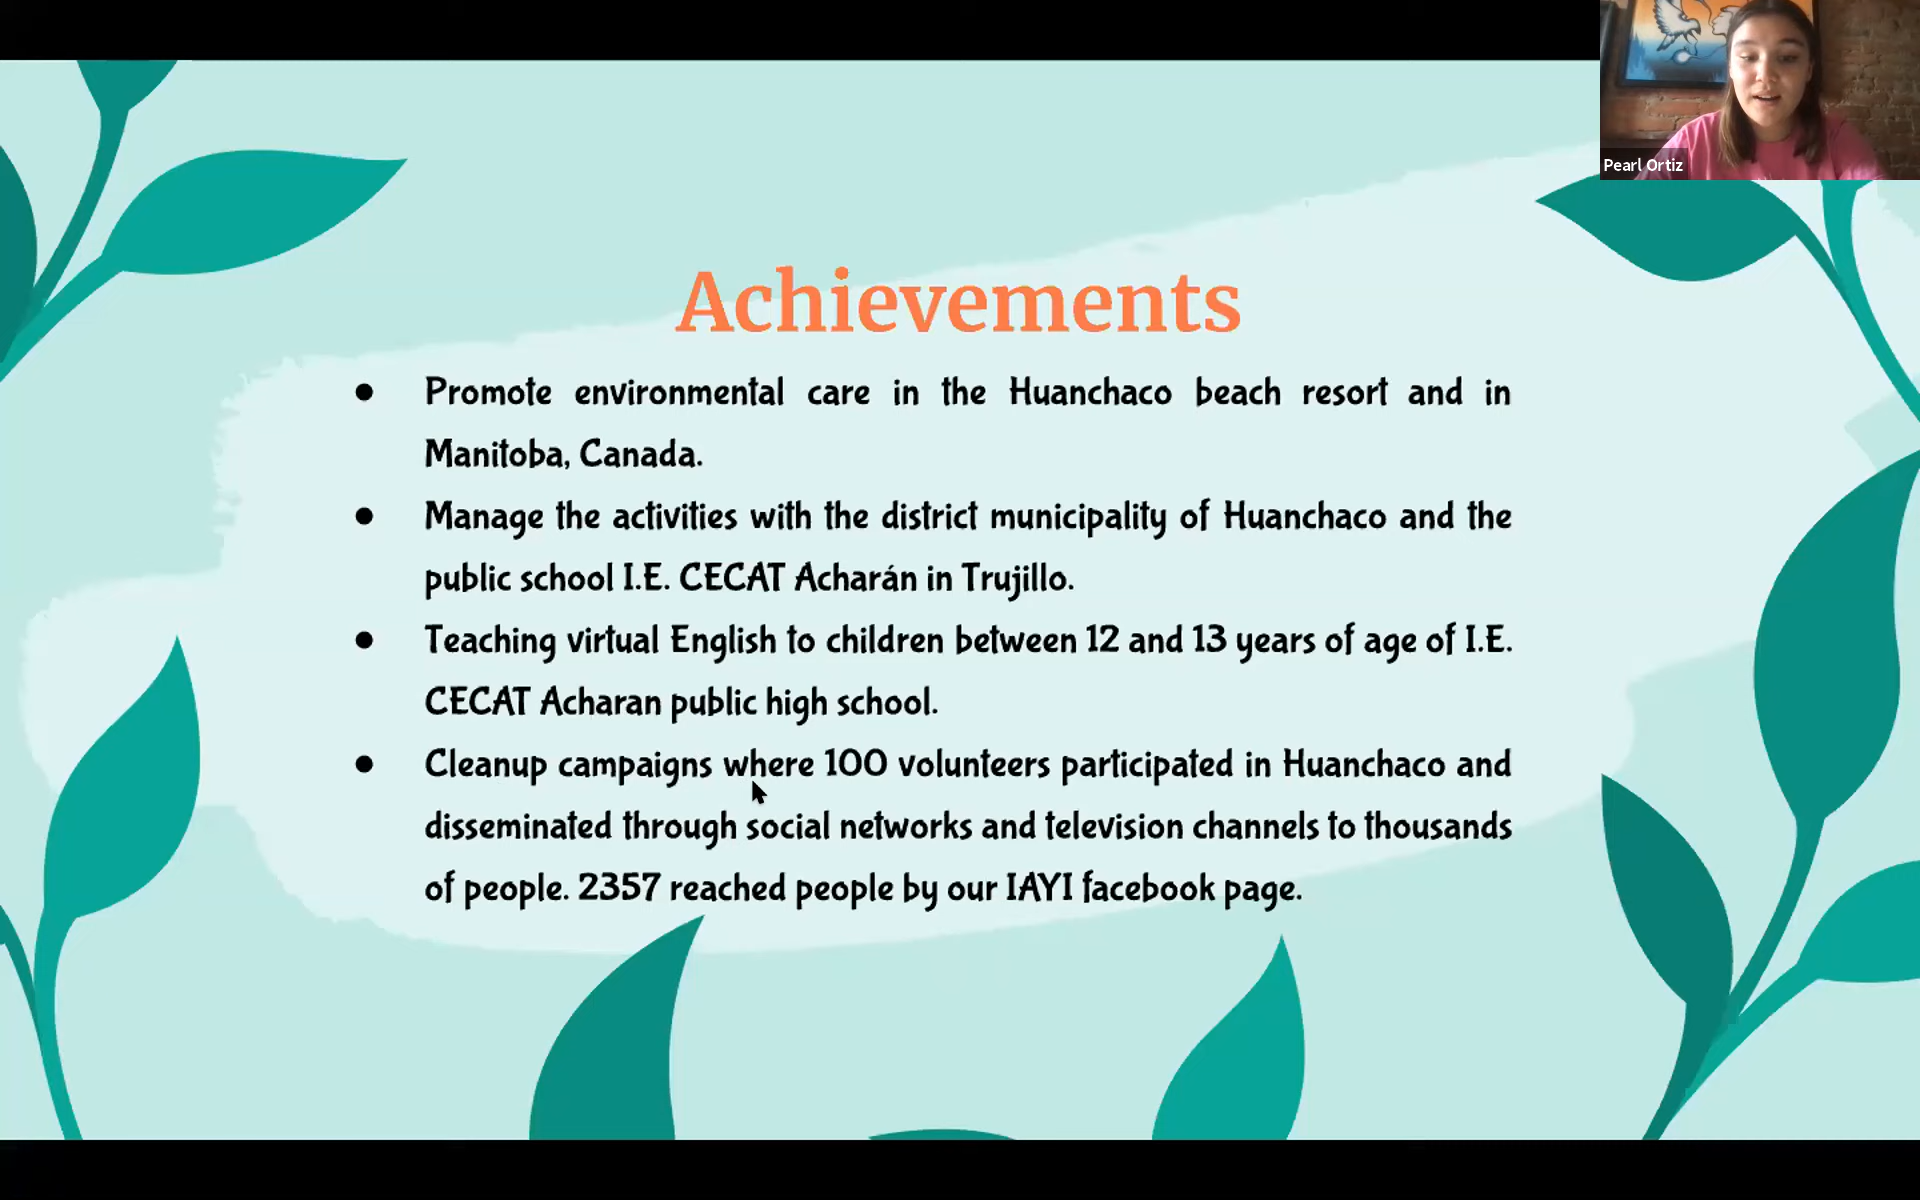 Pearl Ortiz
Achievements
● Promote environmental care in the Huanchaco beach resort and in
Manitoba, Canada.
● Manage the activities with the district municipality of Huanchaco and the
public school I.E. CECAT Acharán in Trujillo.
● Teaching virtual English to children between 12 and 13 years of age of I.E.
CECAT Acharan public high school.
● Cleanup campaigns where 100 volunteers participated in Huanchaco and
disseminated through social networks and television channels to thousands
of people. 2357 reached people by our IAYI facebook page.